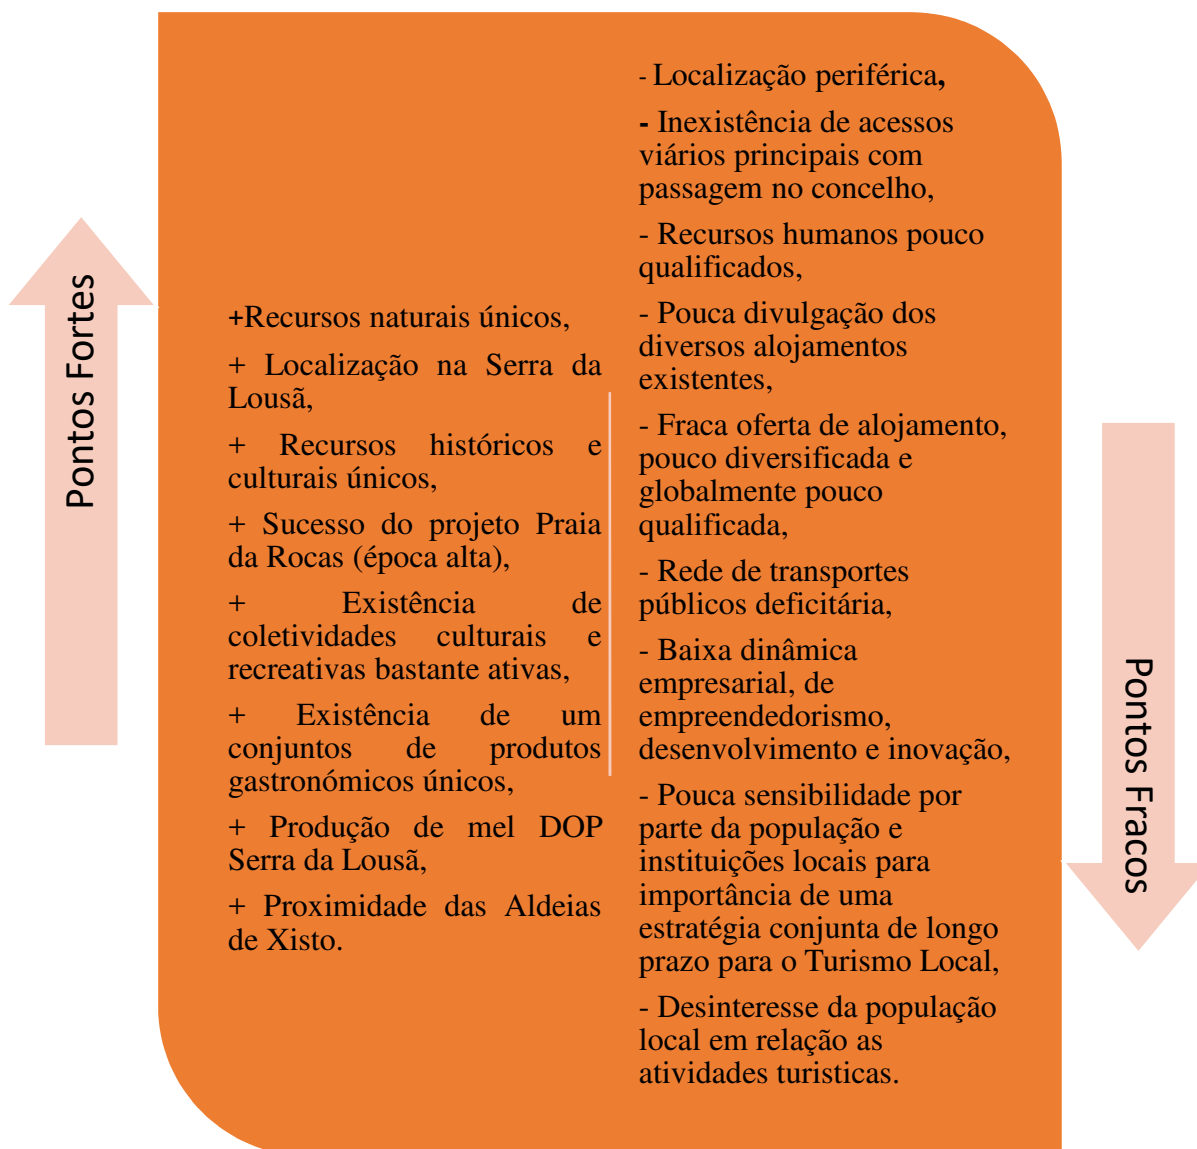 Pontos Fortes
+Recursos naturais únicos,
+ Localização na Serra da
Lousã,
+ Recursos históricos e
culturais únicos,
+ Sucesso do projeto Praia
da Rocas (época alta),
+ Existência de
coletividades culturais e
recreativas bastante ativas,
+ Existência de um
conjuntos de produtos
gastronómicos únicos,
+ Produção de mel DOP
Serra da Lousã,
+ Proximidade das Aldeias
de Xisto.
- Localização periférica,
- Inexistência de acessos
viários principais com
passagem no concelho,
- Recursos humanos pouco
qualificados,
- Pouca divulgação dos
diversos alojamentos
existentes,
- Fraca oferta de alojamento,
pouco diversificada e
globalmente pouco
qualificada,
- Rede de transportes
públicos deficitária,
- Baixa dinâmica
empresarial, de
empreendedorismo,
desenvolvimento e inovação,
- Pouca sensibilidade por
parte da população e
instituições locais para
importância de uma
estratégia conjunta de longo
prazo para o Turismo Local,
- Desinteresse da população
local em relação as
atividades turisticas.
Pontos Fracos